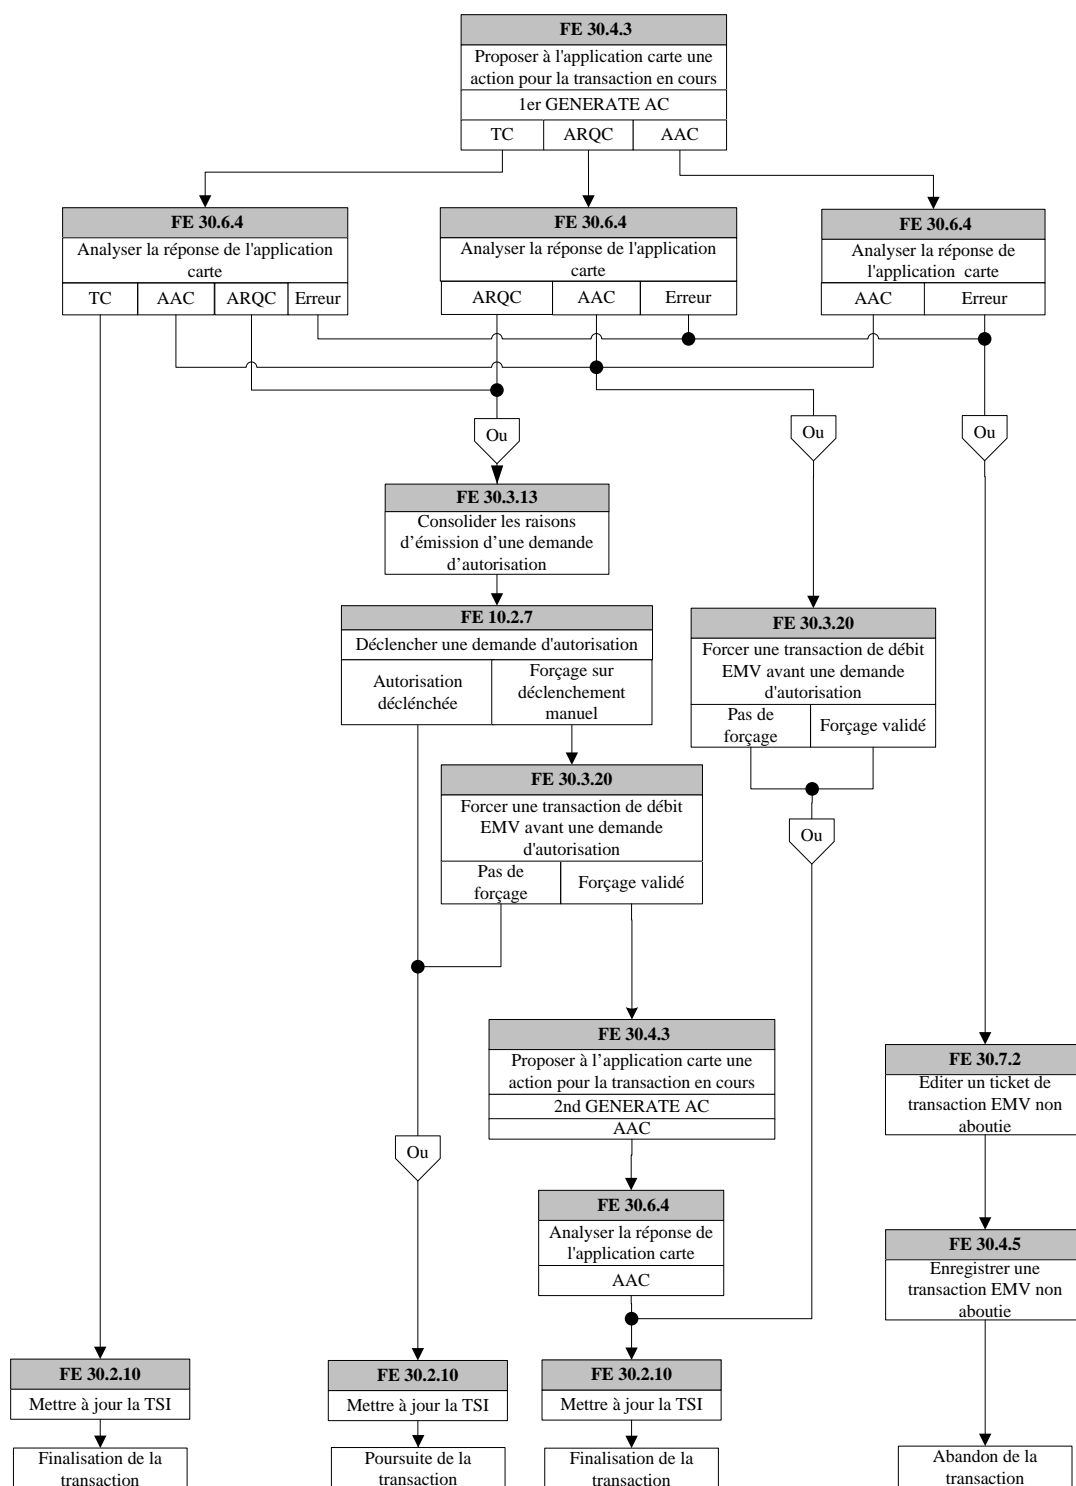 FE 30.4.3
Proposer à l'application carte une
action pour la transaction en cours
1er GENERATE AC
TC
ARQC
AAC
FE 30.6.4
Analyser la réponse de l'application
carte
TC
AAC
ARQC
Erreur
FE 30.6.4
Analyser la réponse de l'application
carte
ARQC
AAC
Erreur
FE 30.6.4
Analyser la réponse de
l'application carte
AAC
Erreur
Ou
Ou
Ou
FE 30.3.13
Consolider les raisons
d’émission d’une demande
d’autorisation
FE 10.2.7
Déclencher une demande d'autorisation
Autorisation
déclénchée
Forçage sur
déclenchement
manuel
FE 30.3.20
Forcer une transaction de débit
EMV avant une demande
d'autorisation
Pas de
forçage
Forçage validé
FE 30.3.20
Forcer une transaction de débit
EMV avant une demande
d'autorisation
Pas de
forçage
Forçage validé
Ou
FE 30.4.3
Proposer à l’application carte une
action pour la transaction en cours
2nd GENERATE AC
AAC
FE 30.7.2
Editer un ticket de
transaction EMV non
aboutie
Ou
FE 30.6.4
Analyser la réponse de
l'application carte
AAC
FE 30.4.5
Enregistrer une
transaction EMV non
aboutie
FE 30.2.10
Mettre à jour la TSI
FE 30.2.10
Mettre à jour la TSI
FE 30.2.10
Mettre à jour la TSI
Finalisation de la
transaction
Poursuite de la
transaction
Finalisation de la
transaction
Abandon de la
transaction